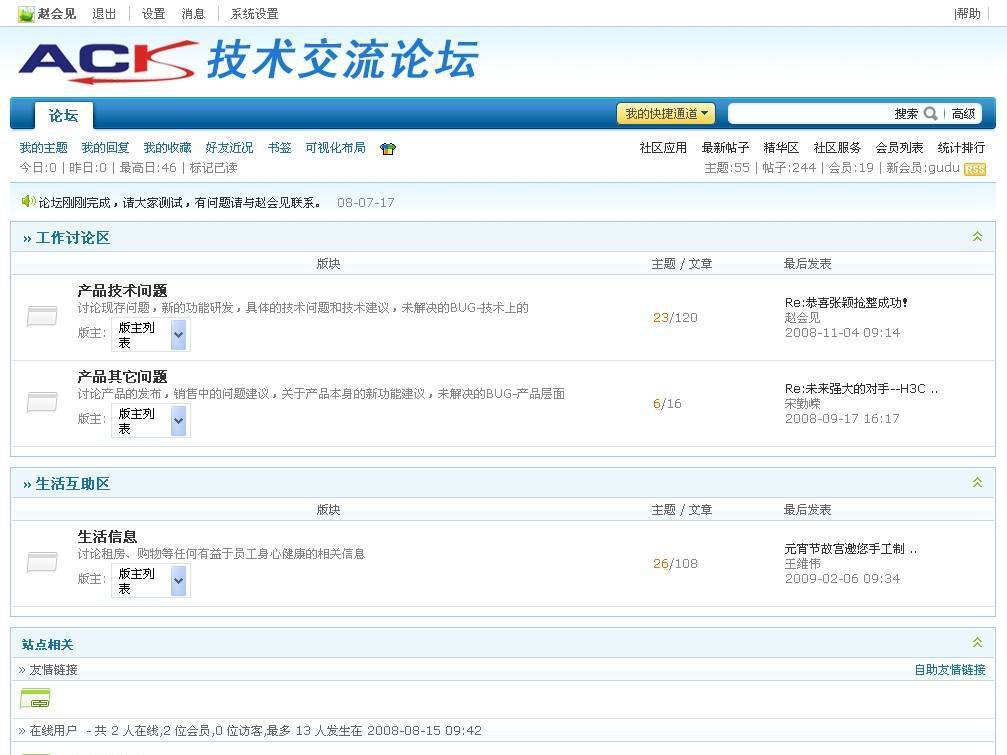 赵会见 退出 | 设置 消息 | 系统设置 |帮助 |
ACK 技术交流论坛
论坛 我的快捷通道 搜索 | 高级
我的主题 我的回复 我的收藏 好友近况 书签 可视化布局 社区应用 最新帖子 精华区 社区服务 会员列表 统计排行
今日:0 | 昨日:0 | 最高日:46 | 标记已读 主题:55 | 帖子:244 | 会员:19 | 新会员:gudu RSS
论坛刚刚完成，请大家测试，有问题请与赵会见联系。 08-07-17
» 工作讨论区
版块 主题 / 文章 最后发表
产品技术问题
讨论现存问题，新的功能研发，具体的技术问题和技术建议，未解决的BUG-技术上的
版主: 版主列表
23/120
Re:恭喜张颖抢整成功!
赵会见
2008-11-04 09:14
产品其它问题
讨论产品的发布，销售中的问题建议，关于产品本身的新功能建议，未解决的BUG-产品层面
版主: 版主列表
6/16
Re:未来强大的对手--H3C ..
宋勤嵘
2008-09-17 16:17
» 生活互助区
版块 主题 / 文章 最后发表
生活信息
讨论租房、购物等任何有益于员工身心健康的相关信息
版主: 版主列表
26/108
元宵节故宫邀您手工制 ..
王维伟
2009-02-06 09:34
站点相关
» 友情链接 自助友情链接
» 在线用户 - 共 2 人在线,2 位会员,0 位访客,最多 13 人发生在 2008-08-15 09:42